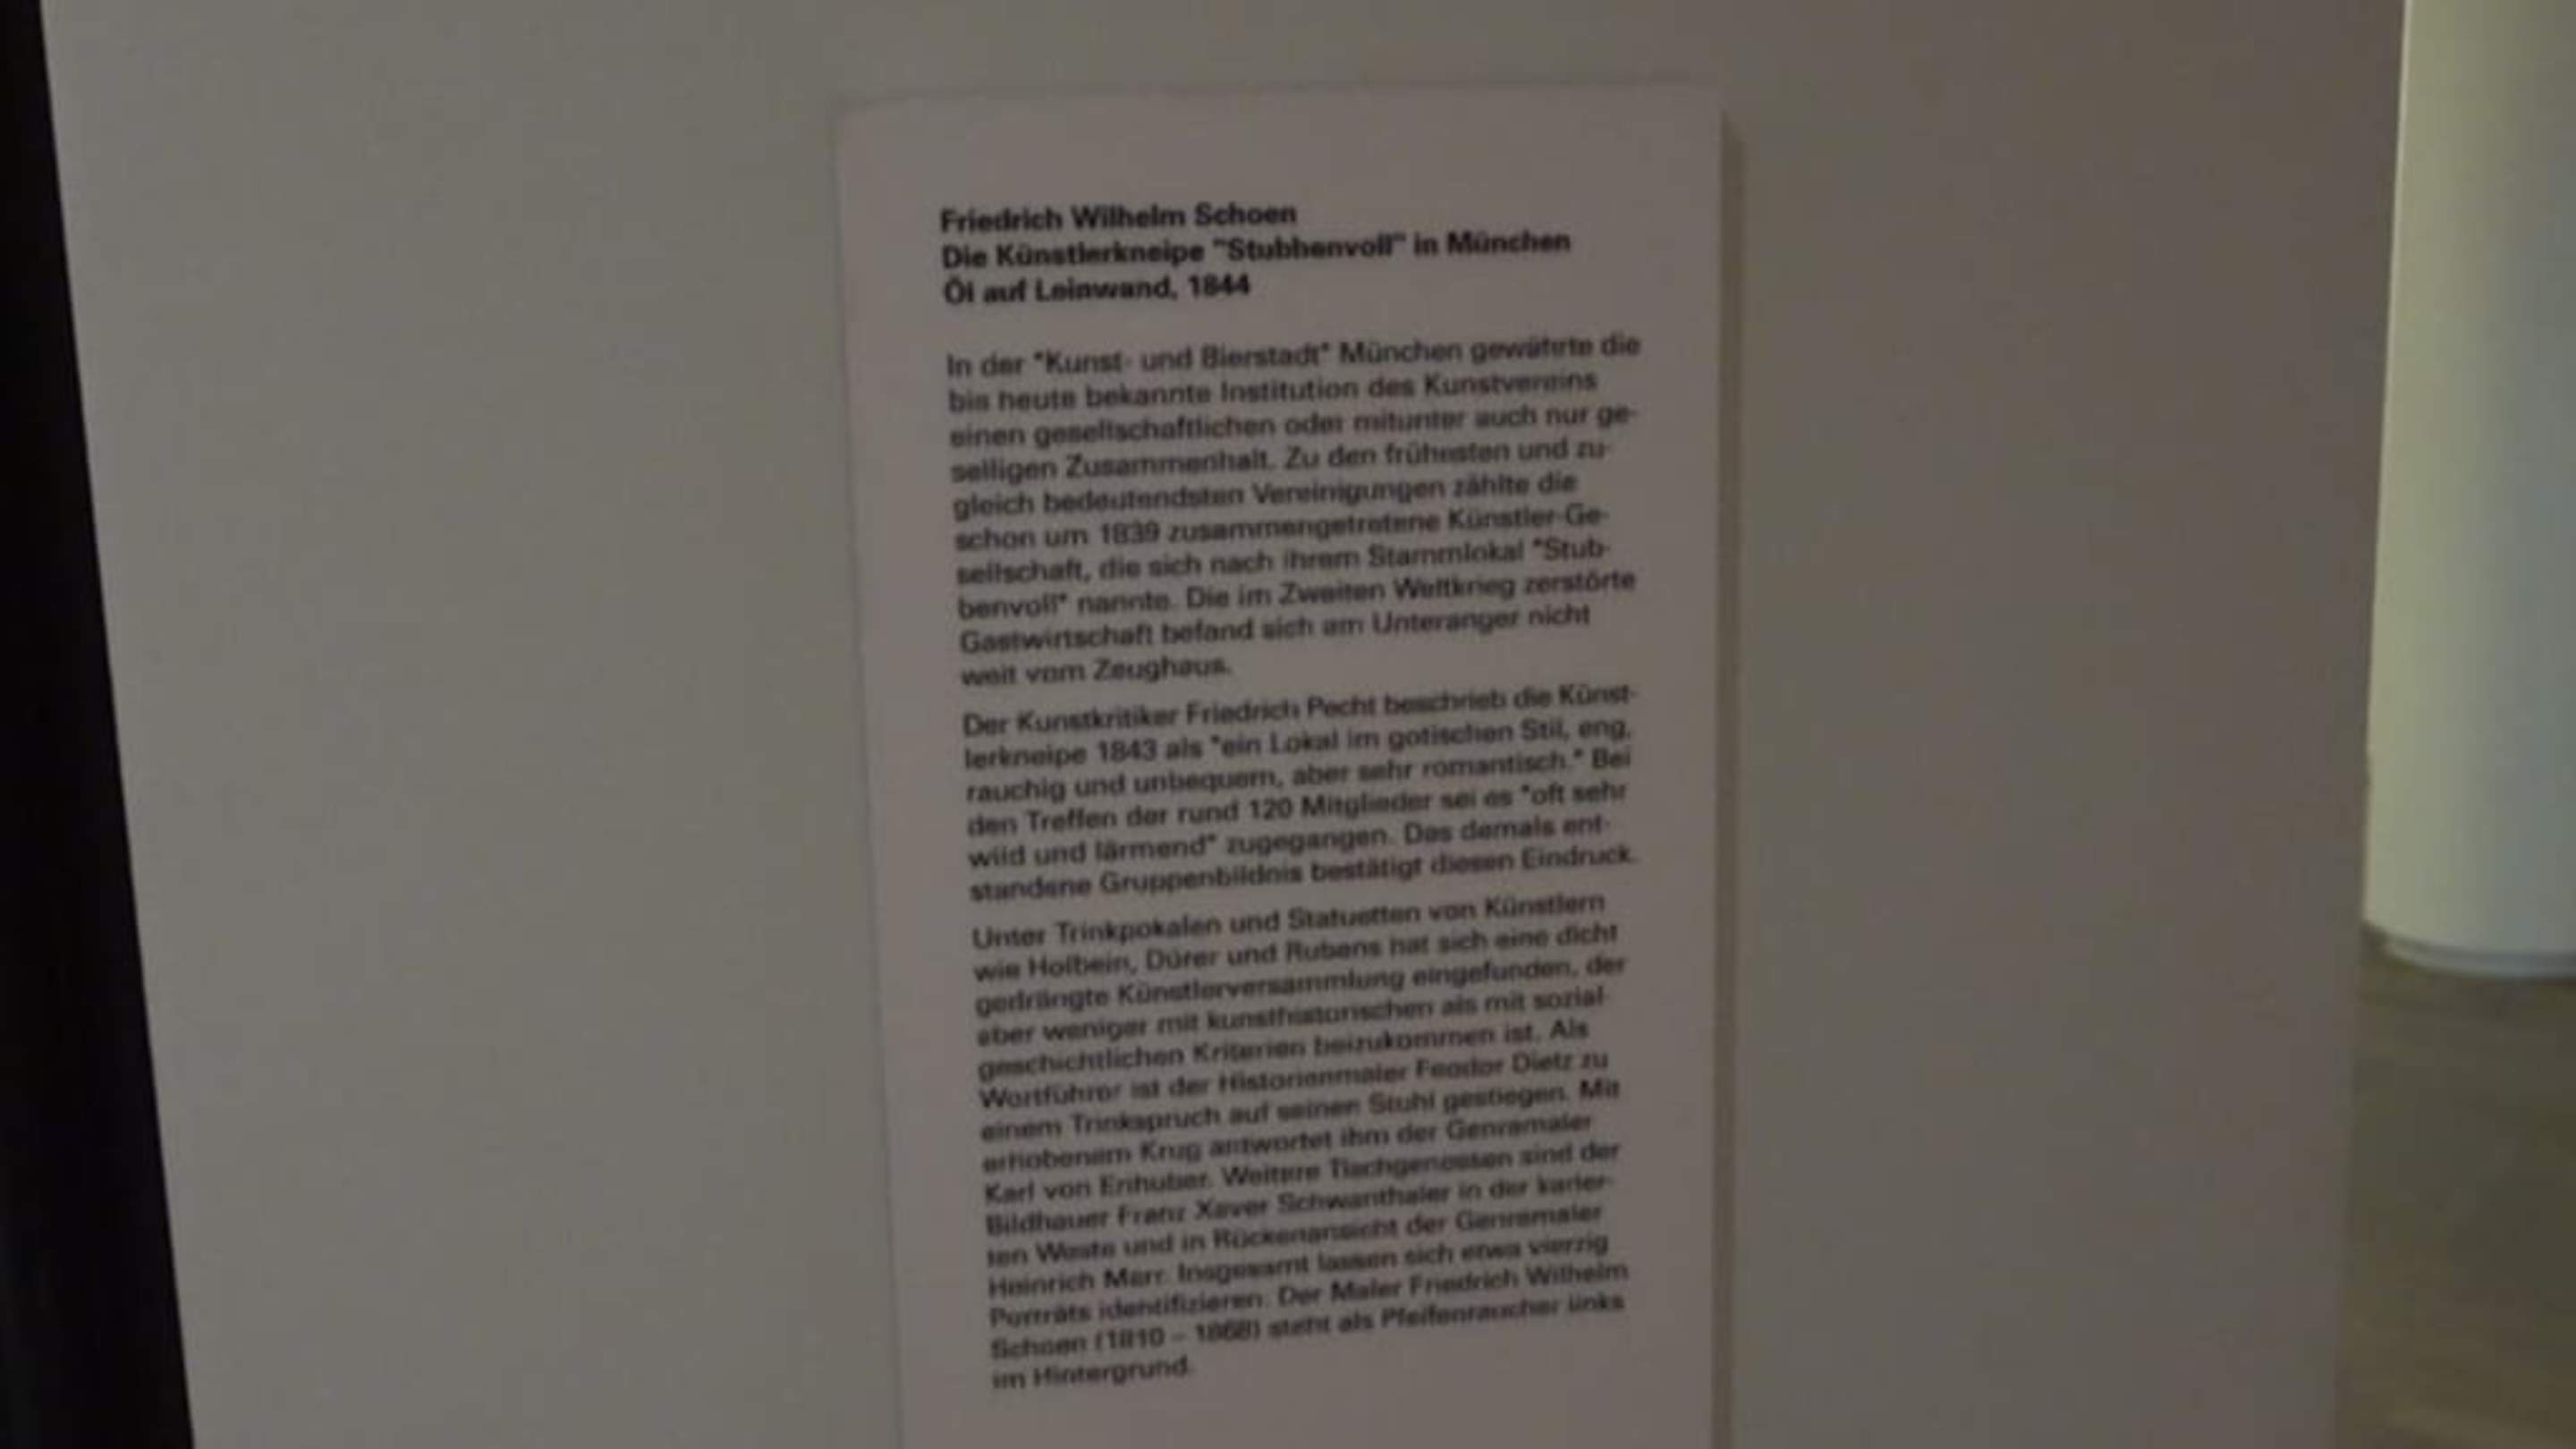 Friedrich Wilhelm Schoen
Die Künstlerkneipe "Stubbenvoll" in München
Öl auf Leinwand, 1844
In der "Kunst- und Bierstadt" München gewährte die
bis heute bekannte Institution des Kunstvereins
einen gesellschaftlichen oder mitunter auch nur ge-
selligen Zusammenhalt. Zu den frühesten und zu-
gleich bedeutendsten Vereinigungen zählte die
schon um 1839 zusammengetretene Künstler-Ge-
sellschaft, die sich nach ihrem Stammlokal "Stub-
benvoll" nannte. Die im Zweiten Weltkrieg zerstörte
Gastwirtschaft befand sich am Unteranger nicht
weit vom Zeughaus.
Der Kunstkritiker Friedrich Pecht beschrieb die Künst-
lerkneipe 1843 als "ein Lokal im gotischen Stil, eng,
rauchig und unbequem, aber sehr romantisch." Bei
den Treffen der rund 120 Mitglieder sei es "oft sehr
wild und lärmend" zugegangen. Das damals ent-
standene Gruppenbildnis bestätigt diesen Eindruck.
Unter Trinkpokalen und Statuetten von Künstlern
wie Holbein, Dürer und Rubens hat sich eine dicht
gedrängte Künstlerversammlung eingefunden, der
aber weniger mit kunsthistorischen als mit sozial-
geschichtlichen Kriterien beizukommen ist. Als
Wortführer ist der Historienmaler Feodor Dietz zu
einem Trinkspruch auf seinen Stuhl gestiegen. Mit
erhobenem Krug antwortet ihm der Genremaler
Karl von Enhuber. Weitere Tischgenossen sind der
Bildhauer Franz Xaver Schwanthaler in der karier-
ten Weste und in Rückenansicht der Genremaler
Heinrich Marr. Insgesamt lassen sich etwa vierzig
Porträts identifizieren. Der Maler Friedrich Wilhelm
Schoen (1810 – 1868) steht als Pfeifenraucher links
im Hintergrund.